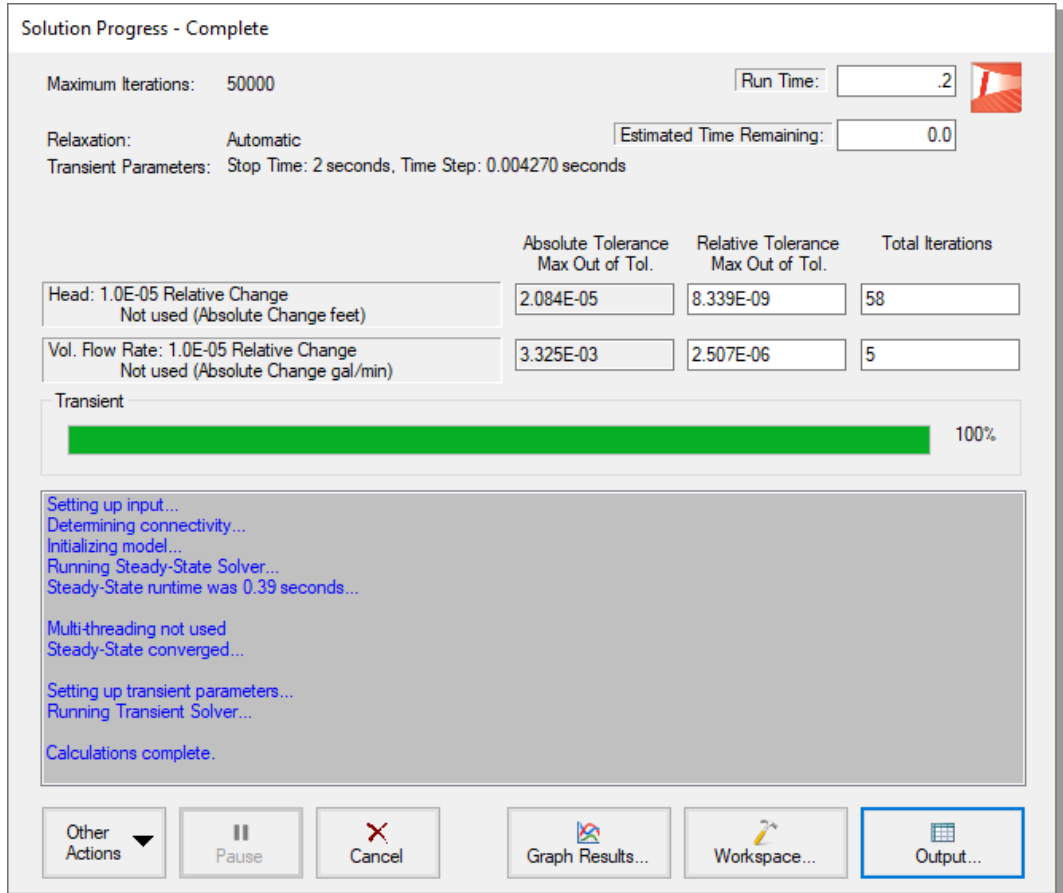 Solution Progress - Complete
Maximum Iterations: 50000
Run Time: .2
Relaxation: Automatic
Estimated Time Remaining: 0.0
Transient Parameters: Stop Time: 2 seconds, Time Step: 0.004270 seconds
Absolute Tolerance Relative Tolerance Total Iterations
Max Out of Tol. Max Out of Tol.
Head: 1.0E-05 Relative Change 2.084E-05 8.339E-09 58
Not used (Absolute Change feet)
Vol. Flow Rate: 1.0E-05 Relative Change 3.325E-03 2.507E-06 5
Not used (Absolute Change gal/min)
Transient
100%
Setting up input...
Determining connectivity...
Initializing model...
Running Steady-State Solver...
Steady-State runtime was 0.39 seconds...
Multi-threading not used
Steady-State converged...
Setting up transient parameters...
Running Transient Solver...
Calculations complete.
Other Actions
Pause
Cancel
Graph Results...
Workspace...
Output...